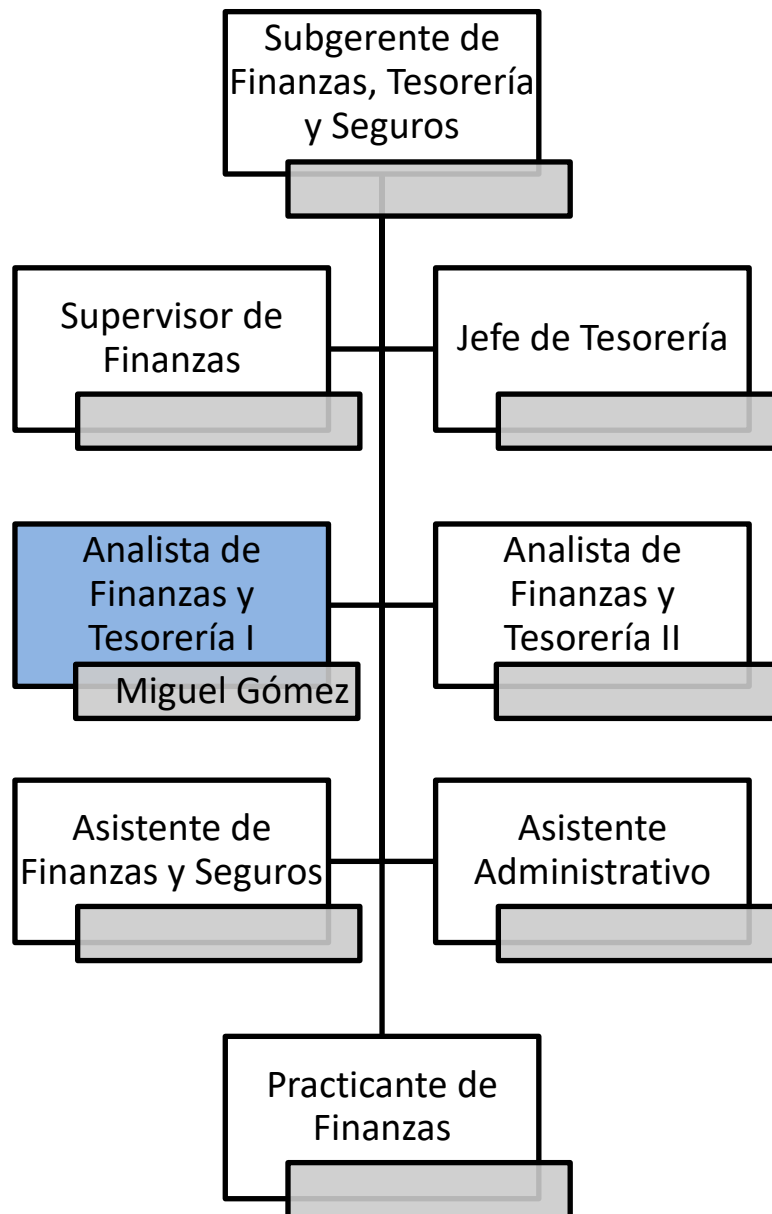 Subgerente de
Finanzas, Tesorería
y Seguros
Supervisor de
Finanzas
Jefe de Tesorería
Analista de
Finanzas y
Tesorería I
Miguel Gómez
Analista de
Finanzas y
Tesorería II
Asistente de
Finanzas y Seguros
Asistente
Administrativo
Practicante de
Finanzas